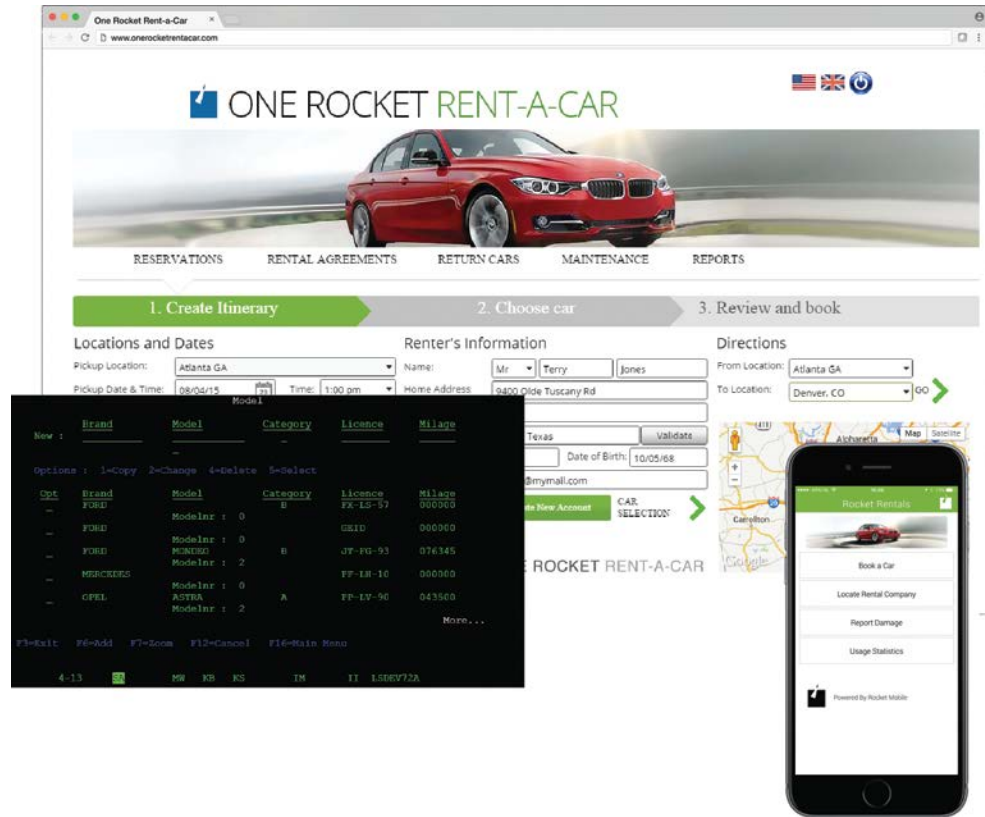 One Rocket Rent-a-Car
www.onerocketrentacar.com
ONE ROCKET RENT-A-CAR
RESERVATIONS RENTAL AGREEMENTS RETURN CARS MAINTENANCE REPORTS
1. Create Itinerary 2. Choose car 3. Review and book
Locations and Dates
Pickup Location: Atlanta GA
Pickup Date & Time: 08/04/15 Time: 1:00 pm
Renter's Information
Name: Mr Terry Jones
Home Address: 9400 Olde Tuscany Rd
Texas Validate
Date of Birth: 10/05/68
@mymail.com
New Account
CAR
SELECTION
Directions
From Location: Atlanta GA
To Location: Denver, CO GO
Map Satellite
Alpharetta
Carrollton
Google
ROCKET RENT-A-CAR
Model
Brand Model Category Licence Milage
New :
Options : 1=Copy 2=Change 4=Delete 5=Select
Opt Brand Model Category Licence Milage
FORD B FX-LS-57 000000
Modelnr : 0
FORD GEID 000000
Modelnr : 0
FORD MONDEO B JT-FG-93 076345
Modelnr : 2
MERCEDES FF-LH-10 000000
Modelnr : 0
OPEL ASTRA A FP-LV-90 043500
Modelnr : 2
More...
F3=Exit F6=Add F7=Zoom F12=Cancel F16=Main Menu
4-13 SA MW KB KS IM II LSDEV72A
Rocket Rentals
Book a Car
Locate Rental Company
Report Damage
Usage Statistics
Powered By Rocket Mobile